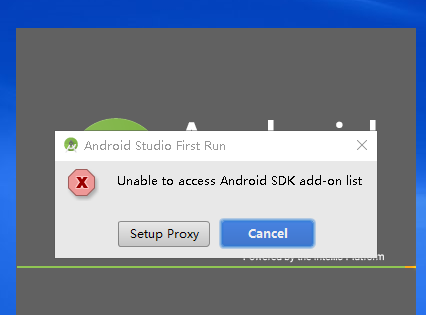 Android Studio First Run
Unable to access Android SDK add-on list
Setup Proxy
Cancel
Powered by the IntelliJ Platform